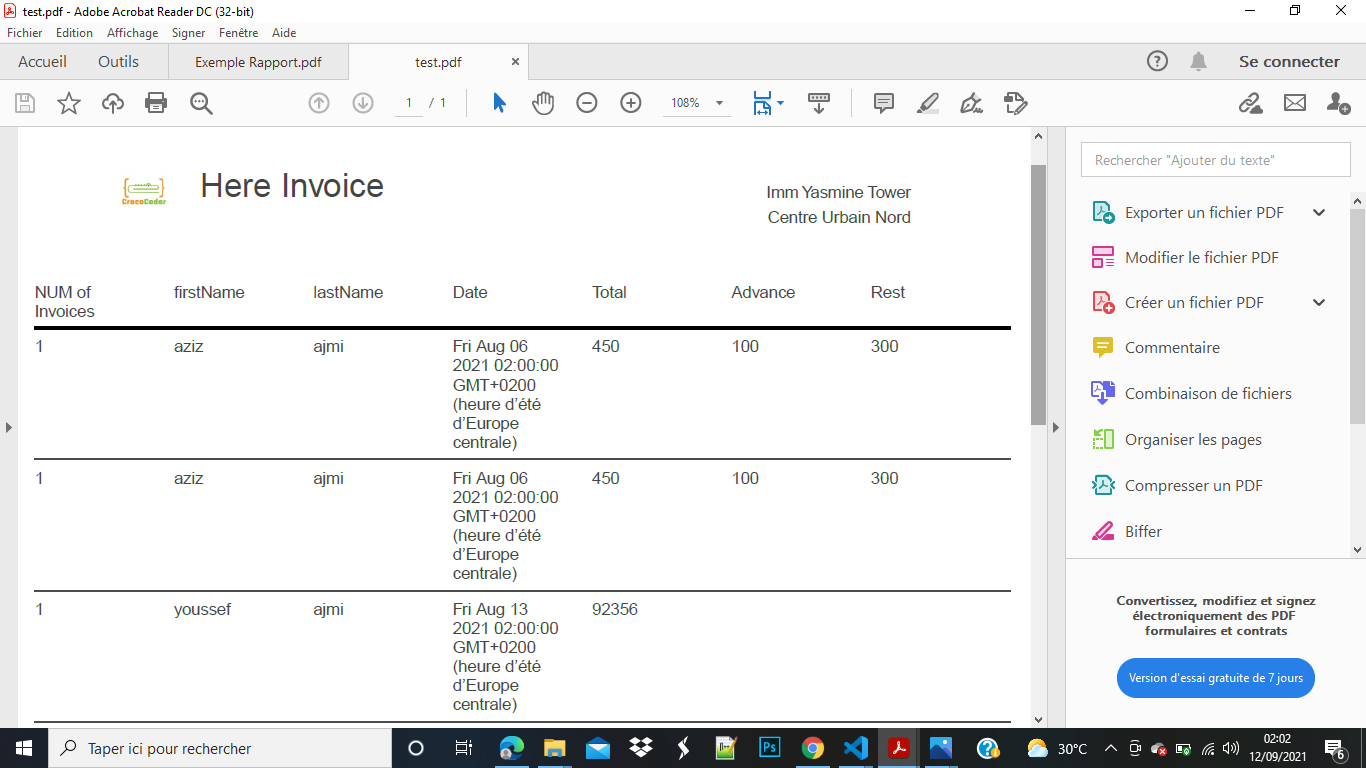 test.pdf - Adobe Acrobat Reader DC (32-bit)
Fichier Edition Affichage Signer Fenêtre Aide
Accueil Outils Exemple Rapport.pdf test.pdf × Se connecter
1 / 1 108%
Here Invoice
CrocoCoder
Imm Yasmine Tower
Centre Urbain Nord
NUM of Invoices firstName lastName Date Total Advance Rest
1 aziz ajmi Fri Aug 06 450 100 300
2021 02:00:00
GMT+0200
(heure d’été
d’Europe
centrale)
1 aziz ajmi Fri Aug 06 450 100 300
2021 02:00:00
GMT+0200
(heure d’été
d’Europe
centrale)
1 youssef ajmi Fri Aug 13 92356
2021 02:00:00
GMT+0200
(heure d’été
d’Europe
centrale)
Rechercher "Ajouter du texte"
Exporter un fichier PDF
Modifier le fichier PDF
Créer un fichier PDF
Commentaire
Combinaison de fichiers
Organiser les pages
Compresser un PDF
Biffer
Convertissez, modifiez et signez
électroniquement des PDF
formulaires et contrats
Version d'essai gratuite de 7 jours
Taper ici pour rechercher
Ps
30°C
02:02
12/09/2021
6